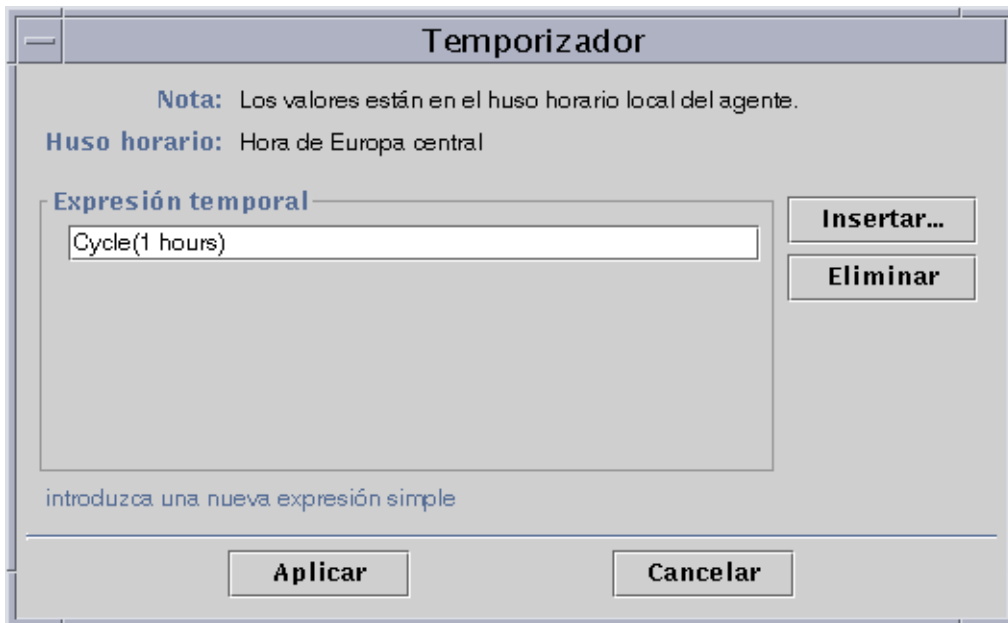 Temporizador
Nota: Los valores están en el huso horario local del agente.
Huso horario: Hora de Europa central
Expresión temporal
Cycle(1 hours)
Insertar...
Eliminar
introduzca una nueva expresión simple
Aplicar
Cancelar